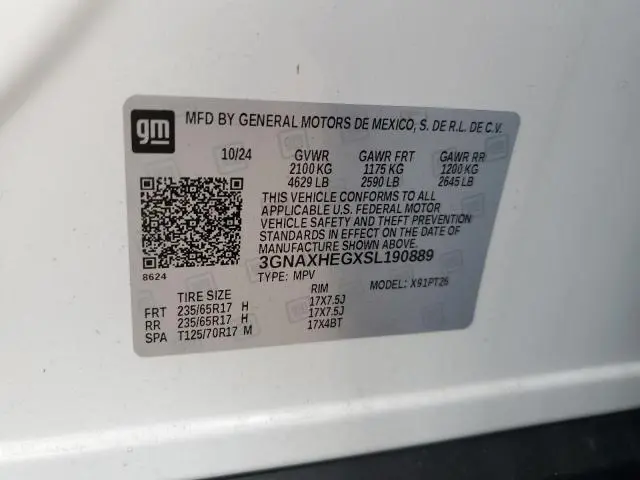 gm MFD BY GENERAL MOTORS DE MEXICO, S. DE R.L. DE C.V.
10/24 GVWR GAWR FRT GAWR RR
2100 KG 1175 KG 1200 KG
4629 LB 2590 LB 2645 LB
THIS VEHICLE CONFORMS TO ALL
APPLICABLE U.S. FEDERAL MOTOR
VEHICLE SAFETY AND THEFT PREVENTION
STANDARDS IN EFFECT ON THE DATE OF
MANUFACTURE SHOWN ABOVE.
3GNAXHEGXSL190889
8624 TYPE: MPV MODEL: X91PT26
TIRE SIZE RIM
FRT 235/65R17 H 17X7.5J
RR 235/65R17 H 17X7.5J
SPA T125/70R17 M 17X4BT